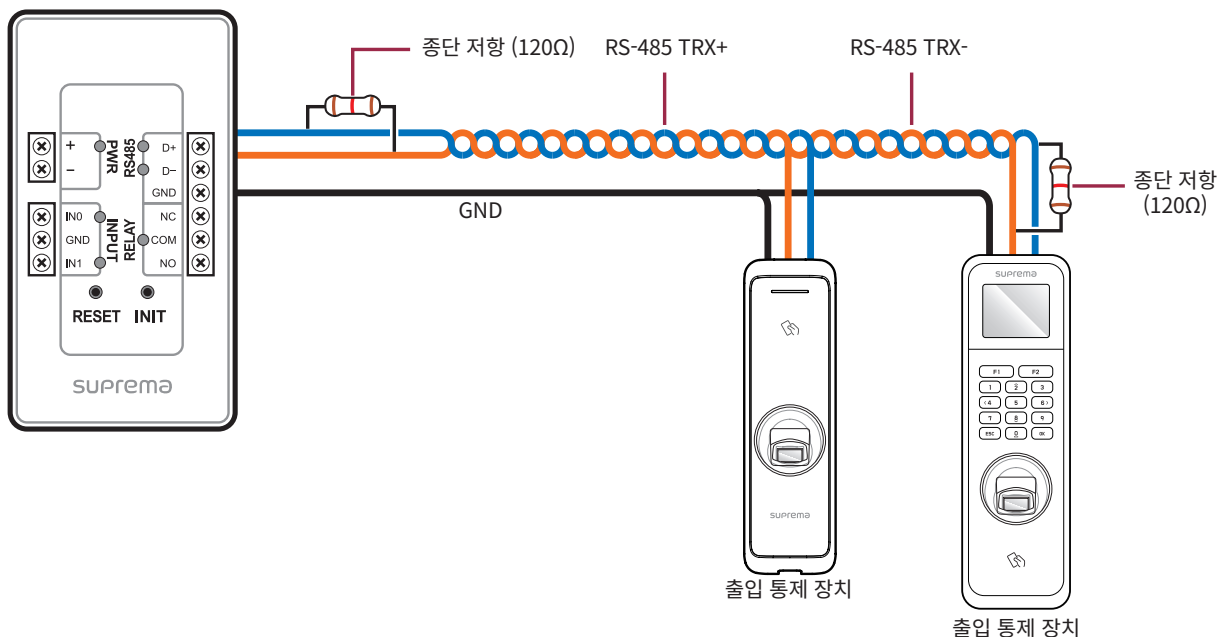 종단 저항 (120Ω)
RS-485 TRX+
RS-485 TRX-
+
-
PWR
RS485
D+
D-
GND
IN0
GND
IN1
INPUT
RELAY
NC
COM
NO
RESET INIT
suprema
GND
종단 저항
(120Ω)
suprema
출입 통제 장치
suprema
F1 F2
1 2 3
<4 5 6>
7 8 9
ESC 0 OK
출입 통제 장치